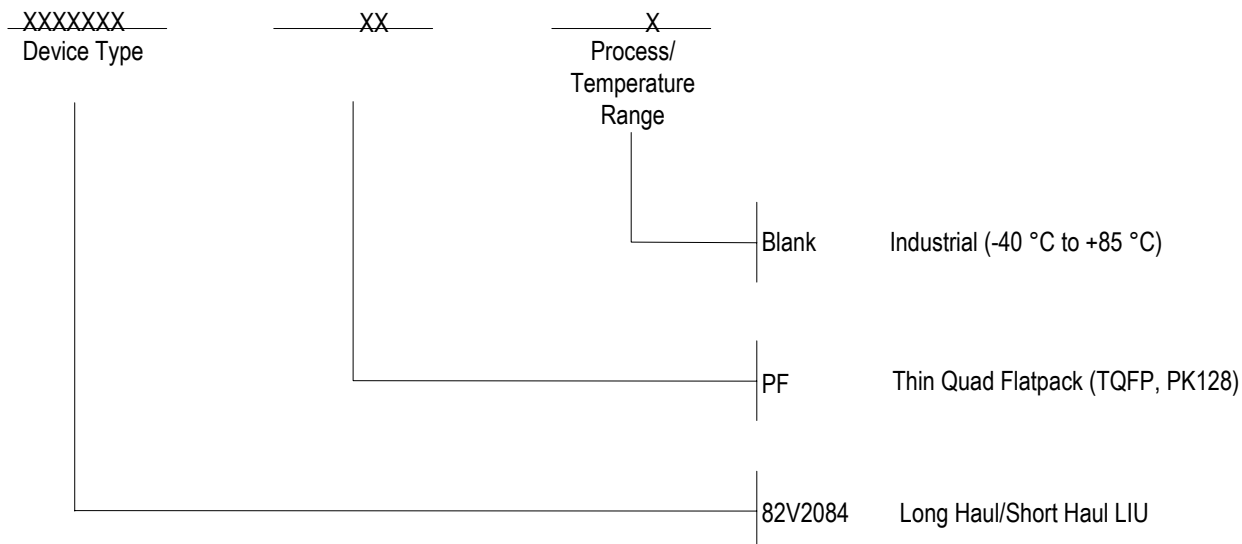 XXXXXXX XX X
Device Type Process/
Temperature
Range
Blank Industrial (-40 °C to +85 °C)
PF Thin Quad Flatpack (TQFP, PK128)
82V2084 Long Haul/Short Haul LIU